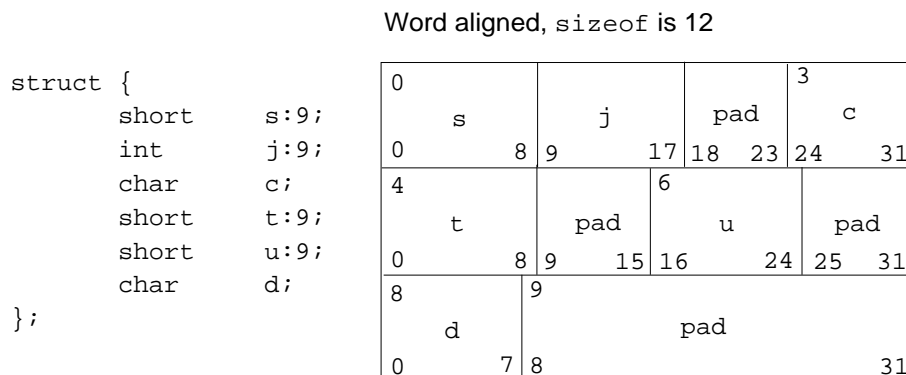 Word aligned, sizeof is 12
struct {
short s:9;
int j:9;
char c;
short t:9;
short u:9;
char d;
};
0 3
s j pad c
0 8 9 17 18 23 24 31
4 6
t pad u pad
0 8 9 15 16 24 25 31
8 9
d pad
0 7 8 31